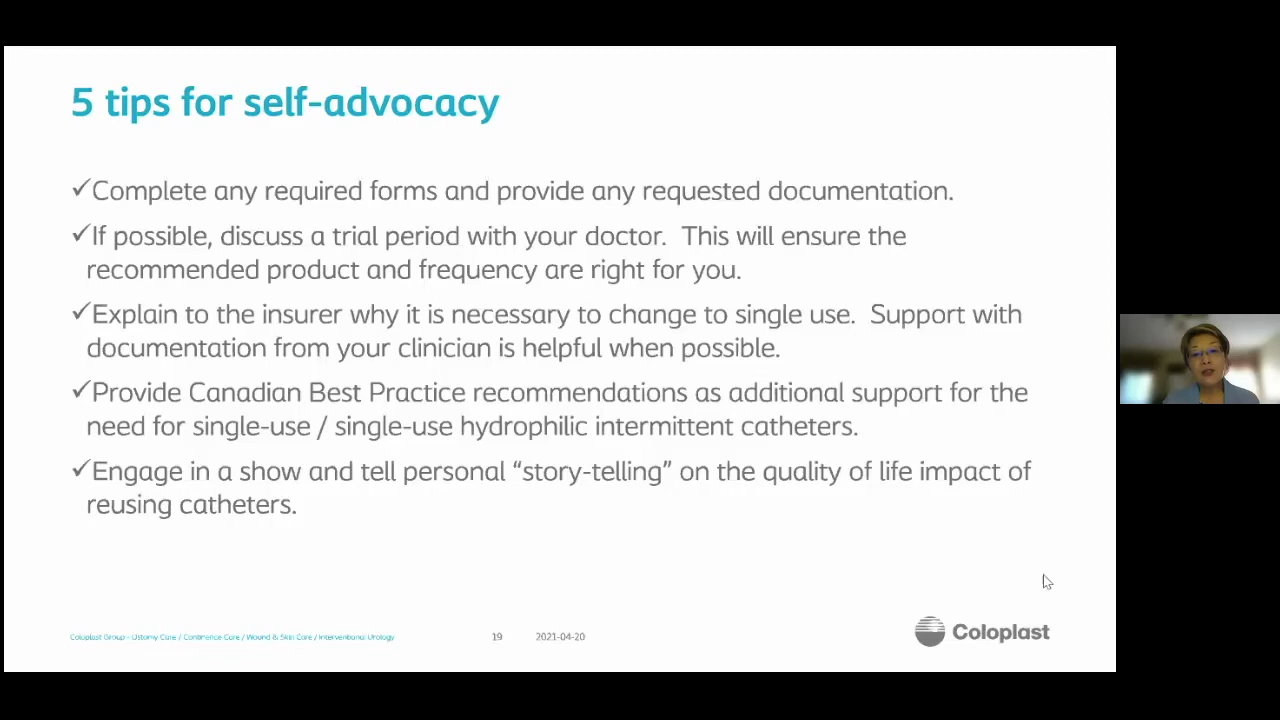 5 tips for self-advocacy
✓Complete any required forms and provide any requested documentation.
✓If possible, discuss a trial period with your doctor.  This will ensure the
recommended product and frequency are right for you.
✓Explain to the insurer why it is necessary to change to single use.  Support with
documentation from your clinician is helpful when possible.
✓Provide Canadian Best Practice recommendations as additional support for the
need for single-use / single-use hydrophilic intermittent catheters.
✓Engage in a show and tell personal “story-telling” on the quality of life impact of
reusing catheters.
Coloplast Group - Ostomy Care / Continence Care / Wound & Skin Care / Interventional Urology
19
2021-04-20
Coloplast